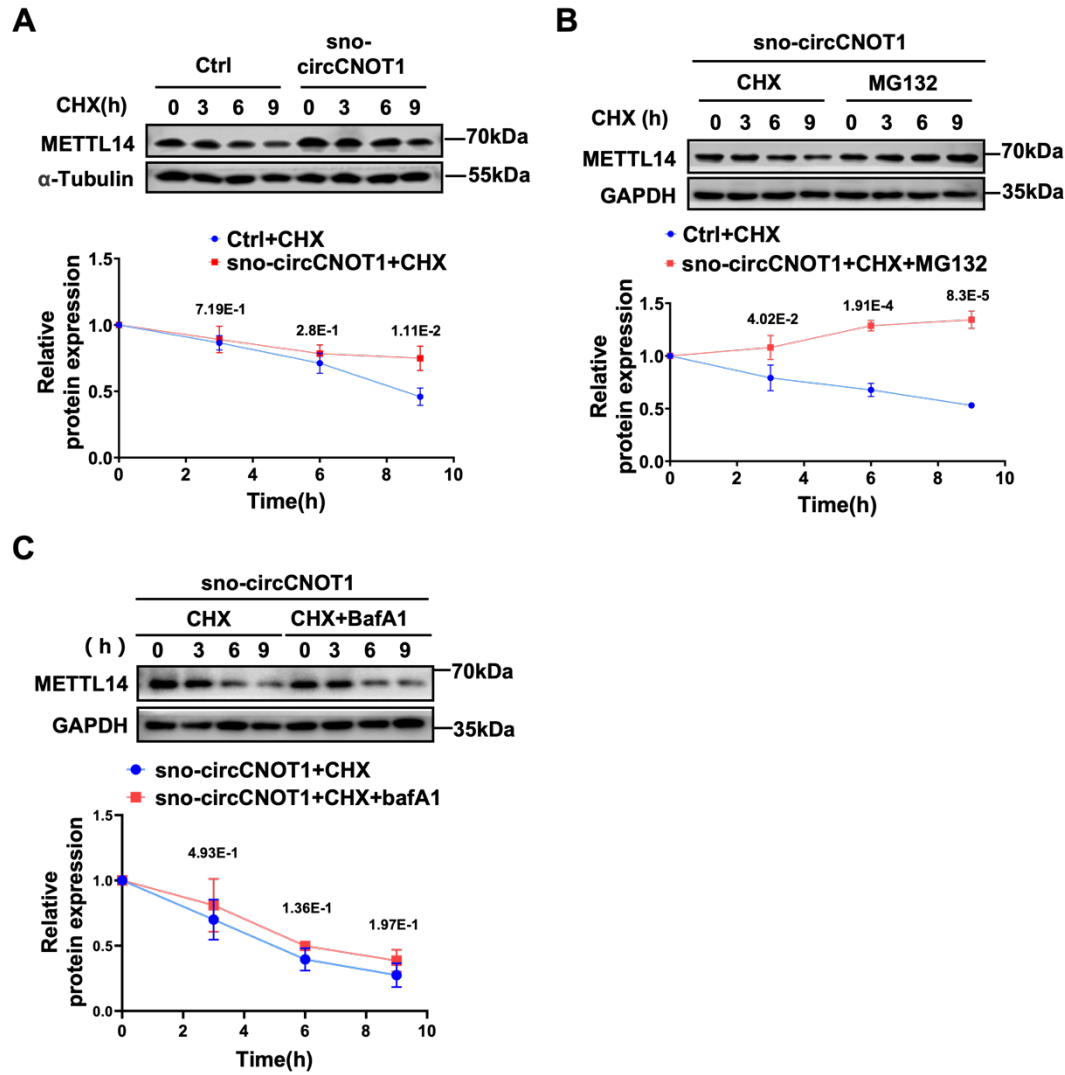 A
Ctrl
sno-
circCNOT1
CHX(h) 0 3 6 9 0 3 6 9
METTL14
70kDa
α-Tubulin
55kDa
Ctrl+CHX
sno-circCNOT1+CHX
Relative
protein expression
1.5
1.0
0.5
0.0
7.19E-1
2.8E-1
1.11E-2
0 2 4 6 8 10
Time(h)
B
sno-circCNOT1
CHX MG132
CHX (h) 0 3 6 9 0 3 6 9
METTL14
70kDa
GAPDH
35kDa
Ctrl+CHX
sno-circCNOT1+CHX+MG132
Relative
protein expression
1.5
1.0
0.5
0.0
4.02E-2
1.91E-4
8.3E-5
0 2 4 6 8 10
Time(h)
C
sno-circCNOT1
CHX CHX+BafA1
( h ) 0 3 6 9 0 3 6 9
METTL14
70kDa
GAPDH
35kDa
sno-circCNOT1+CHX
sno-circCNOT1+CHX+bafA1
Relative
protein expression
1.5
1.0
0.5
0.0
4.93E-1
1.36E-1
1.97E-1
0 2 4 6 8 10
Time(h)